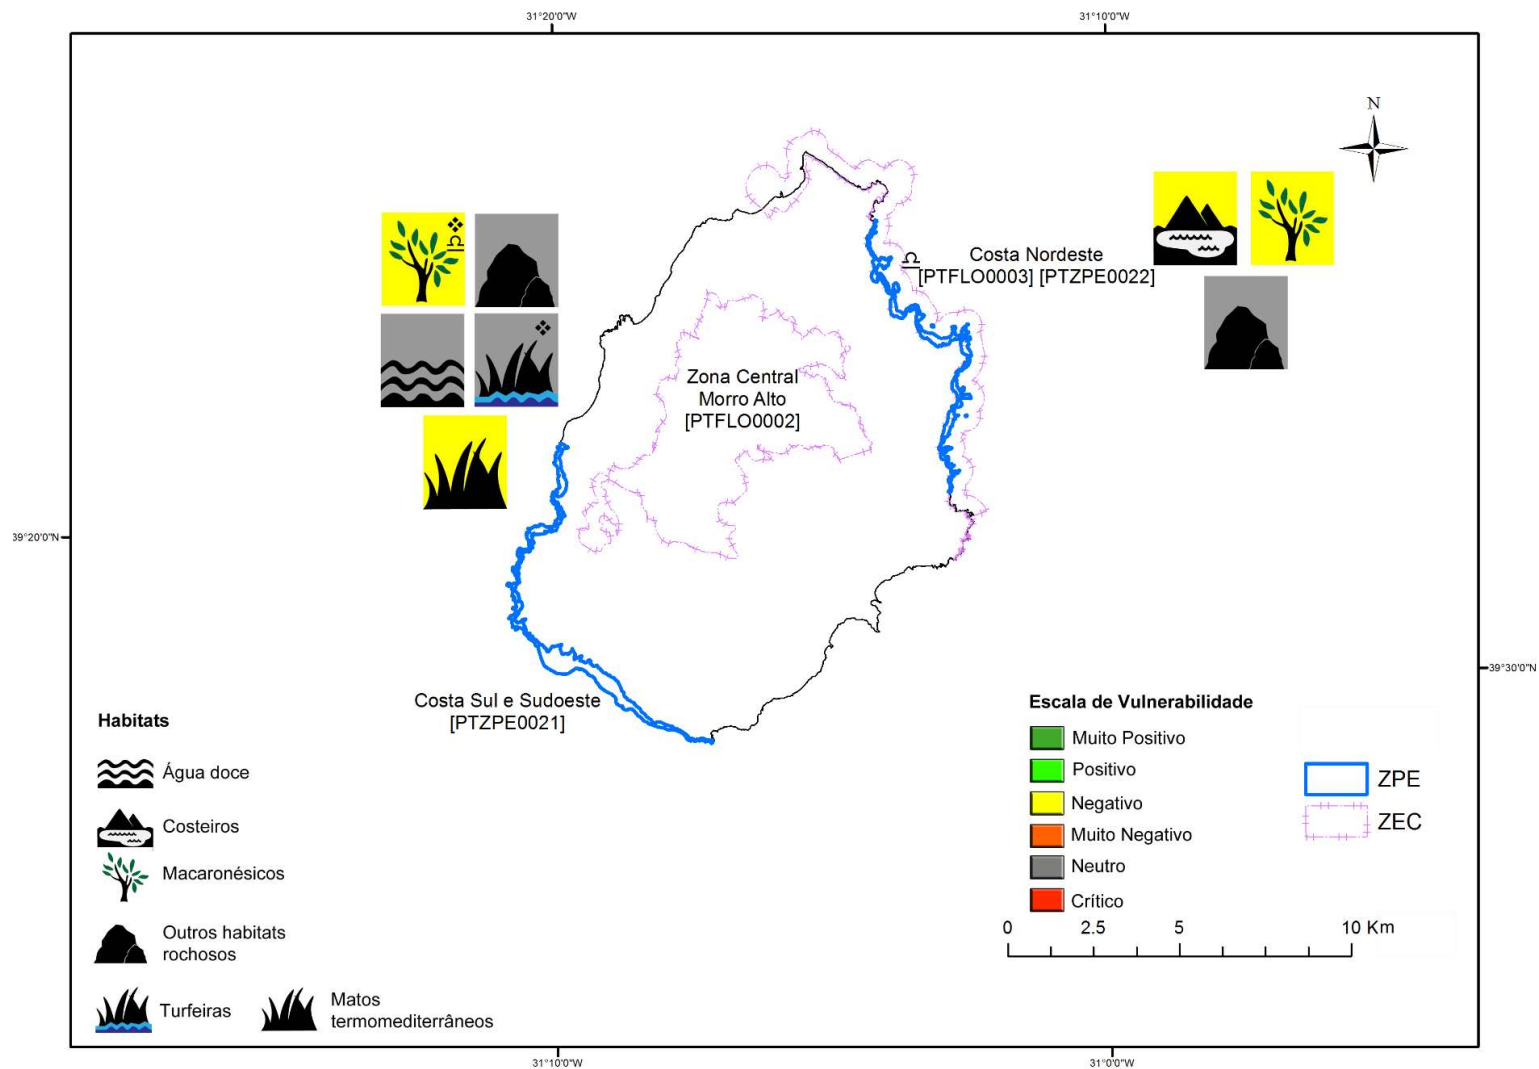 31°20'0"W
31°10'0"W
N
Costa Nordeste
[PTFLO0003] [PTZPE0022]
Zona Central
Morro Alto
[PTFLO0002]
39°20'0"N
39°30'0"N
Costa Sul e Sudoeste
[PTZPE0021]
Habitats
Água doce
Costeiros
Macaronésicos
Outros habitats
rochosos
Turfeiras
Matos
termomediterrâneos
Escala de Vulnerabilidade
Muito Positivo
Positivo
Negativo
Muito Negativo
Neutro
Crítico
ZPE
ZEC
0 2.5 5 10 Km
31°10'0"W
31°0'0"W